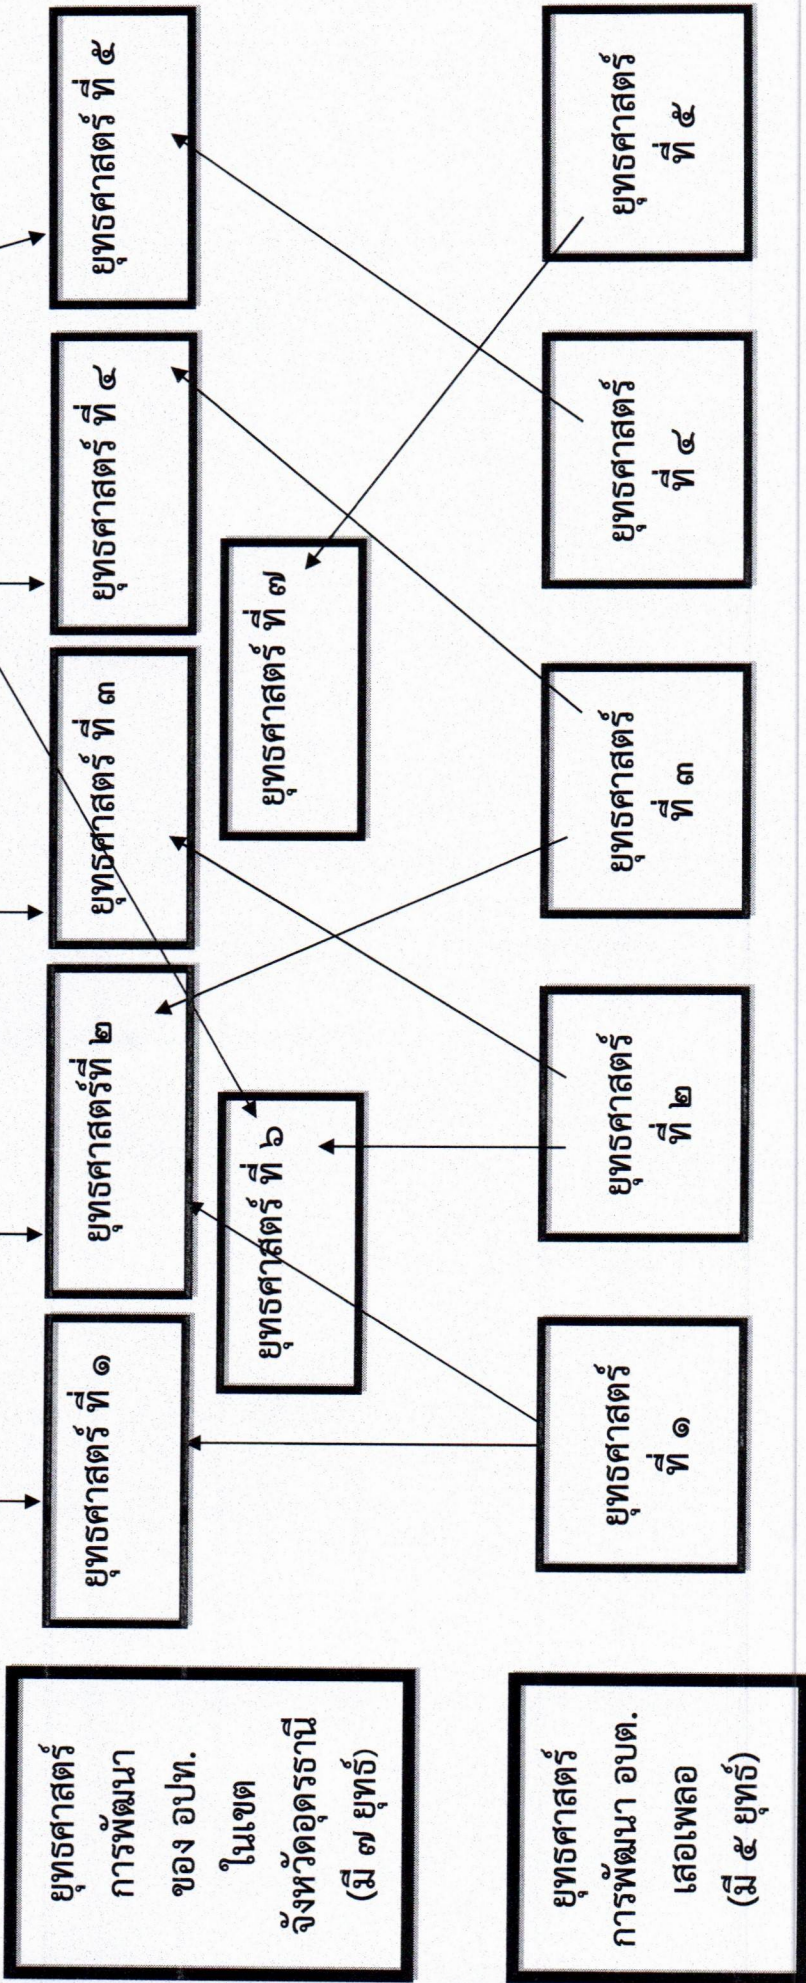 ยุทธศาสตร์
การพัฒนา
ของ อปท.
ในเขต
จังหวัดอุดรธานี
(มี ๗ ยุทธ์)
ยุทธศาสตร์ ที่ ๑
ยุทธศาสตร์ที่ ๒
ยุทธศาสตร์ ที่ ๓
ยุทธศาสตร์ ที่ ๔
ยุทธศาสตร์ ที่ ๕
ยุทธศาสตร์ ที่ ๖
ยุทธศาสตร์ ที่ ๗
ยุทธศาสตร์
การพัฒนา อบต.
เสอเพลอ
(มี ๕ ยุทธ์)
ยุทธศาสตร์
ที่ ๑
ยุทธศาสตร์
ที่ ๒
ยุทธศาสตร์
ที่ ๓
ยุทธศาสตร์
ที่ ๔
ยุทธศาสตร์
ที่ ๕